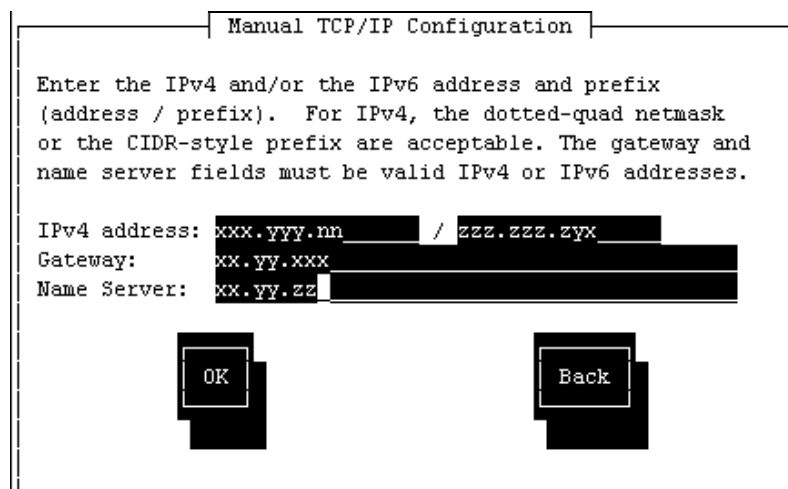 Manual TCP/IP Configuration
Enter the IPv4 and/or the IPv6 address and prefix
(address / prefix).  For IPv4, the dotted-quad netmask
or the CIDR-style prefix are acceptable. The gateway and
name server fields must be valid IPv4 or IPv6 addresses.
IPv4 address: xxx.yyy.nn______ / zzz.zzz.zyx_____
Gateway: xx.yy.xxx
Name Server: xx.yy.zz
OK Back